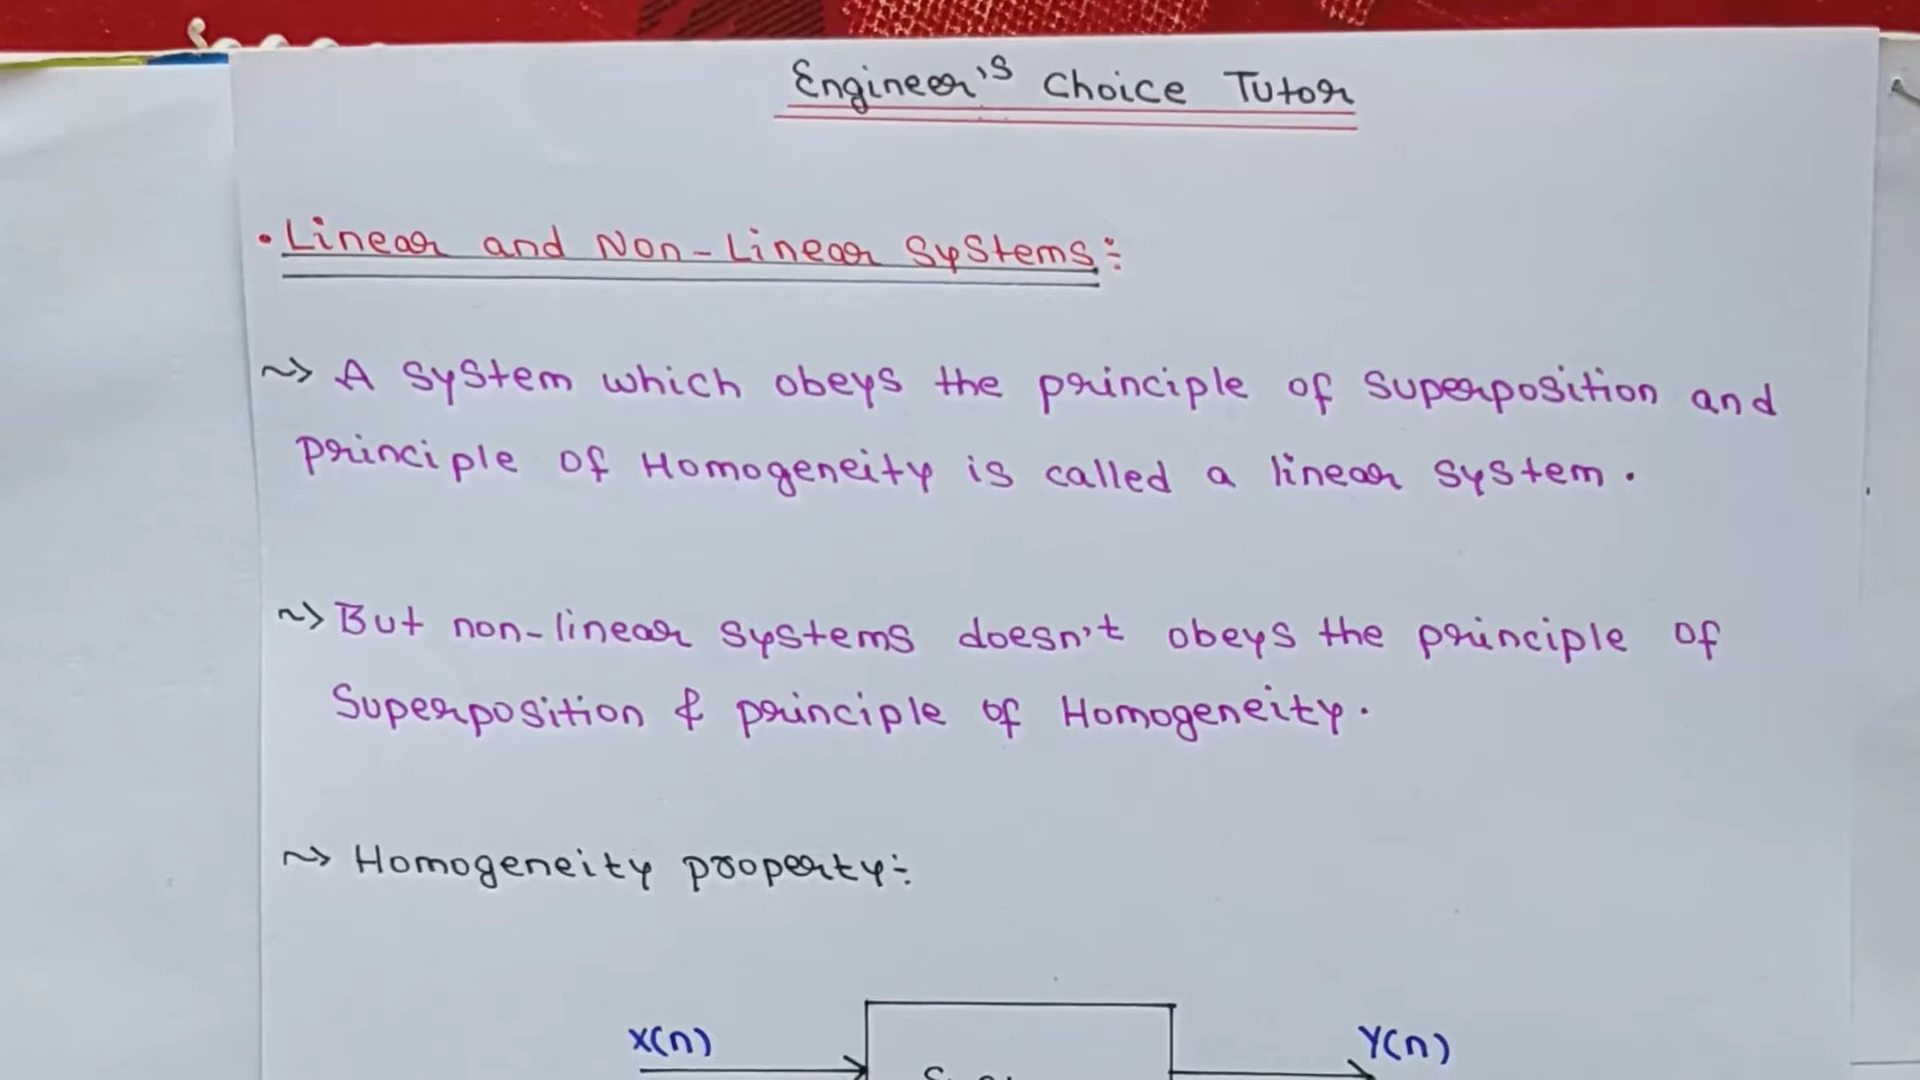 Engineer's Choice Tutor
• Linear and Non-Linear Systems:
~> A system which obeys the principle of Superposition and
principle of Homogeneity is called a linear system.
~> But non-linear systems doesn't obeys the principle of
Superposition & principle of Homogeneity.
~> Homogeneity property:
X(n)
Y(n)